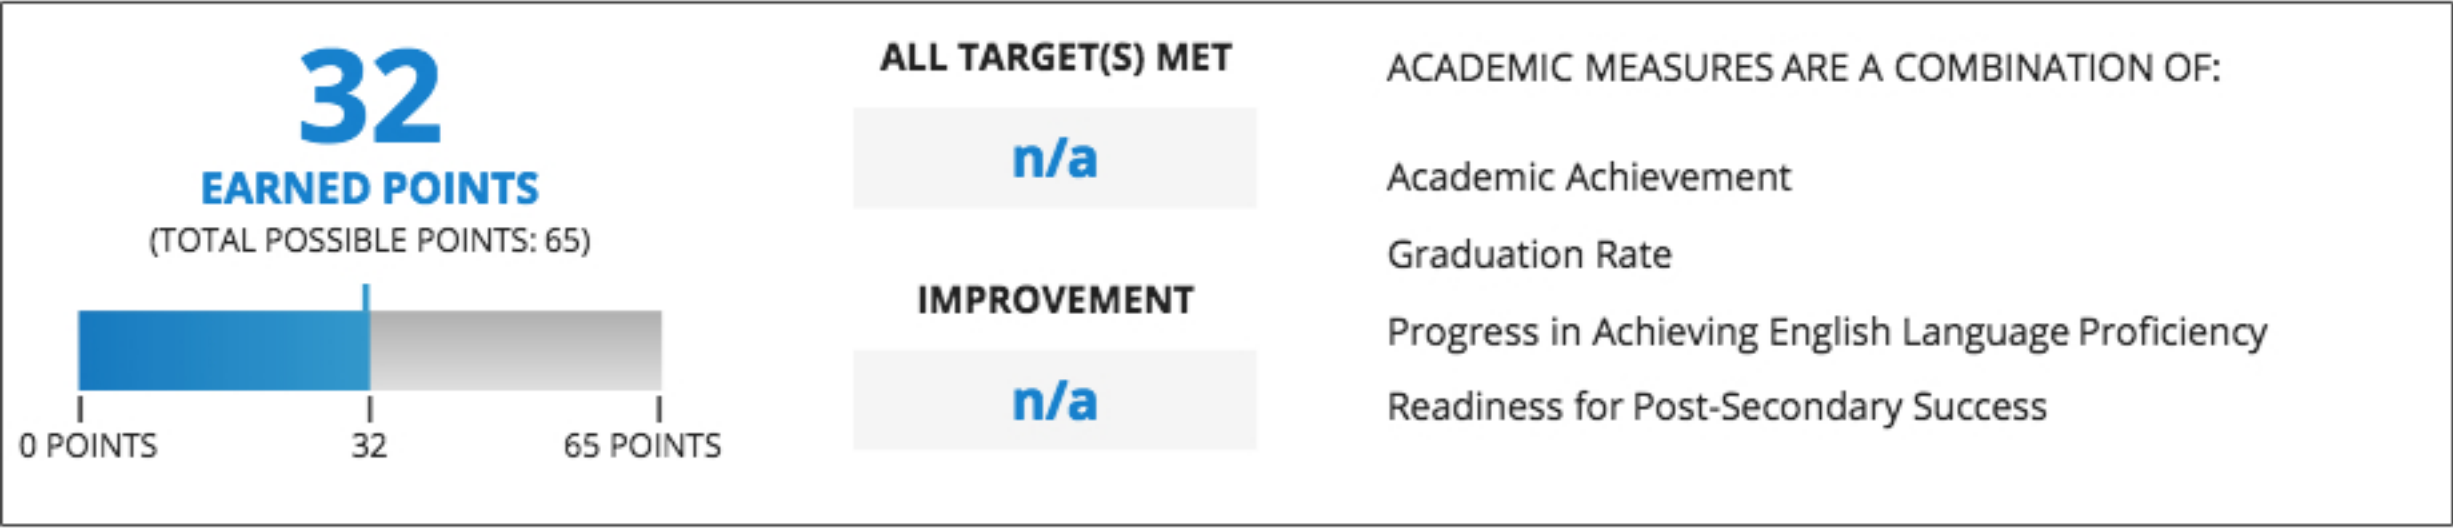 32
EARNED POINTS
(TOTAL POSSIBLE POINTS: 65)
0 POINTS
32
65 POINTS
ALL TARGET(S) MET
n/a
IMPROVEMENT
n/a
ACADEMIC MEASURES ARE A COMBINATION OF:
Academic Achievement
Graduation Rate
Progress in Achieving English Language Proficiency
Readiness for Post-Secondary Success